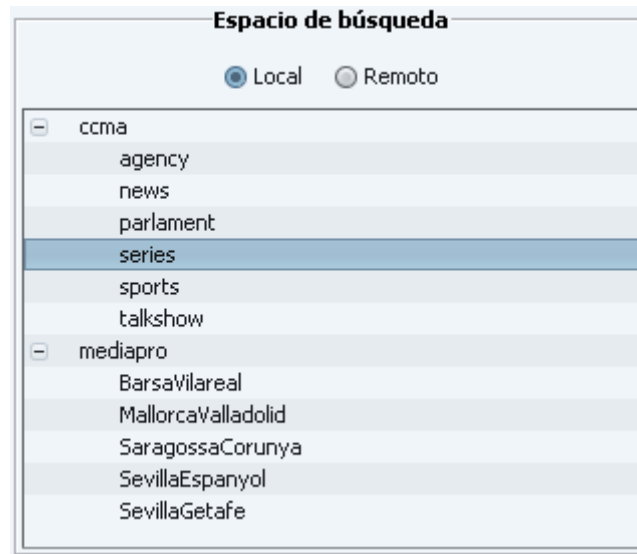 Espacio de búsqueda
Local Remoto
ccma
agency
news
parlament
series
sports
talkshow
mediapro
BarsaVilareal
MallorcaValladolid
SaragossaCorunya
SevillaEspanyol
SevillaGetafe